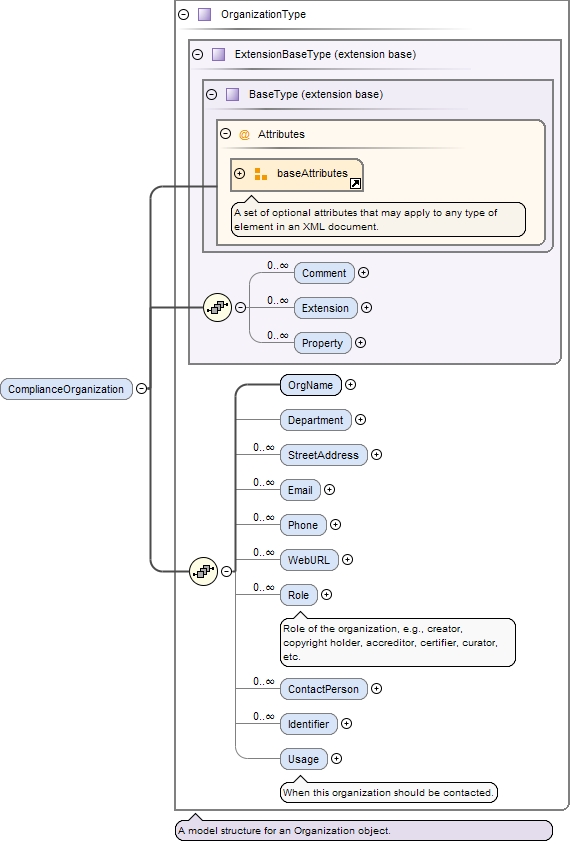 OrganizationType
ExtensionBaseType (extension base)
BaseType (extension base)
@ Attributes
baseAttributes
A set of optional attributes that may apply to any type of
element in an XML document.
0..∞
Comment
0..∞
Extension
0..∞
Property
ComplianceOrganization
OrgName
Department
0..∞
StreetAddress
0..∞
Email
0..∞
Phone
0..∞
WebURL
0..∞
Role
Role of the organization, e.g., creator,
copyright holder, accreditor, certifier, curator,
etc.
0..∞
ContactPerson
0..∞
Identifier
Usage
When this organization should be contacted.
A model structure for an Organization object.